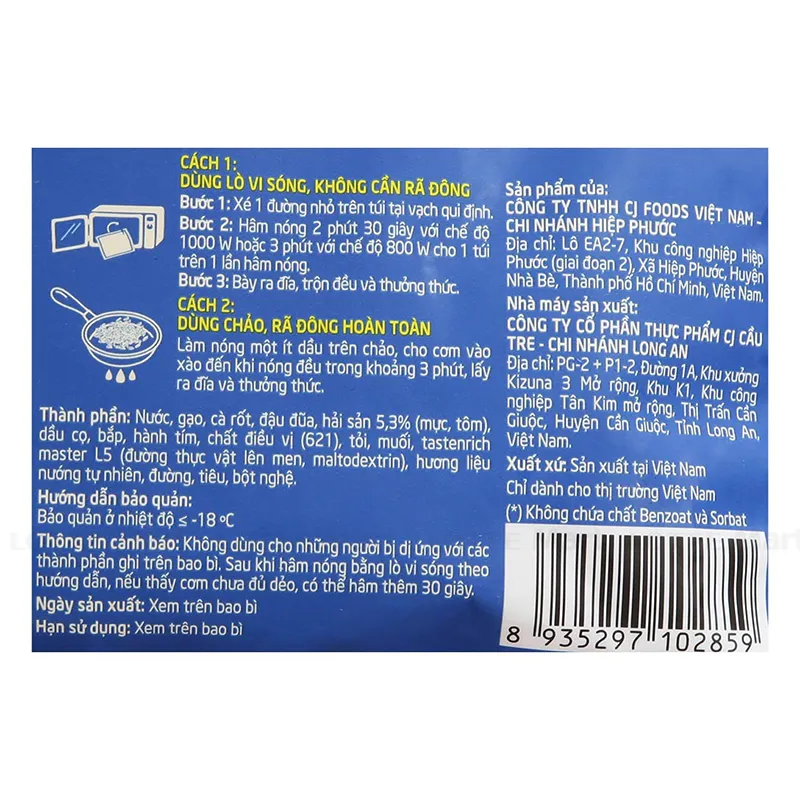 CÁCH 1:
DÙNG LÒ VI SÓNG, KHÔNG CẦN RÃ ĐÔNG
Bước 1: Xé 1 đường nhỏ trên túi tại vạch qui định.
Bước 2: Hâm nóng 2 phút 30 giây với chế độ
1000 W hoặc 3 phút với chế độ 800 W cho 1 túi
trên 1 lần hâm nóng.
Bước 3: Bày ra đĩa, trộn đều và thưởng thức.
CÁCH 2:
DÙNG CHẢO, RÃ ĐÔNG HOÀN TOÀN
Làm nóng một ít dầu trên chảo, cho cơm vào
xào đến khi nóng đều trong khoảng 3 phút, lấy
ra đĩa và thưởng thức.
Thành phần: Nước, gạo, cà rốt, đậu đũa, hải sản 5,3% (mực, tôm),
dầu cọ, bắp, hành tím, chất điều vị (621), tỏi, muối, tastenrich
master L5 (đường thực vật lên men, maltodextrin), hương liệu
nướng tự nhiên, đường, tiêu, bột nghệ.
Hướng dẫn bảo quản:
Bảo quản ở nhiệt độ ≤ -18 ºC
Thông tin cảnh báo: Không dùng cho những người bị dị ứng với các
thành phần ghi trên bao bì. Sau khi hâm nóng bằng lò vi sóng theo
hướng dẫn, nếu thấy cơm chưa đủ dẻo, có thể hâm thêm 30 giây.
Ngày sản xuất: Xem trên bao bì
Hạn sử dụng: Xem trên bao bì
Sản phẩm của:
CÔNG TY TNHH CJ FOODS VIỆT NAM -
CHI NHÁNH HIỆP PHƯỚC
Địa chỉ: Lô EA2-7, Khu công nghiệp Hiệp
Phước (giai đoạn 2), Xã Hiệp Phước, Huyện
Nhà Bè, Thành phố Hồ Chí Minh, Việt Nam.
Nhà máy sản xuất:
CÔNG TY CỔ PHẦN THỰC PHẨM CJ CẦU
TRE - CHI NHÁNH LONG AN
Địa chỉ: PG-2 + P1-2, Đường 1A, Khu xưởng
Kizuna 3 Mở rộng, Khu K1, Khu công
nghiệp Tân Kim mở rộng, Thị Trấn Cần
Giuộc, Huyện Cần Giuộc, Tỉnh Long An,
Việt Nam.
Xuất xứ: Sản xuất tại Việt Nam
Chỉ dành cho thị trường Việt Nam
(*) Không chứa chất Benzoat và Sorbat
8 935297 102859